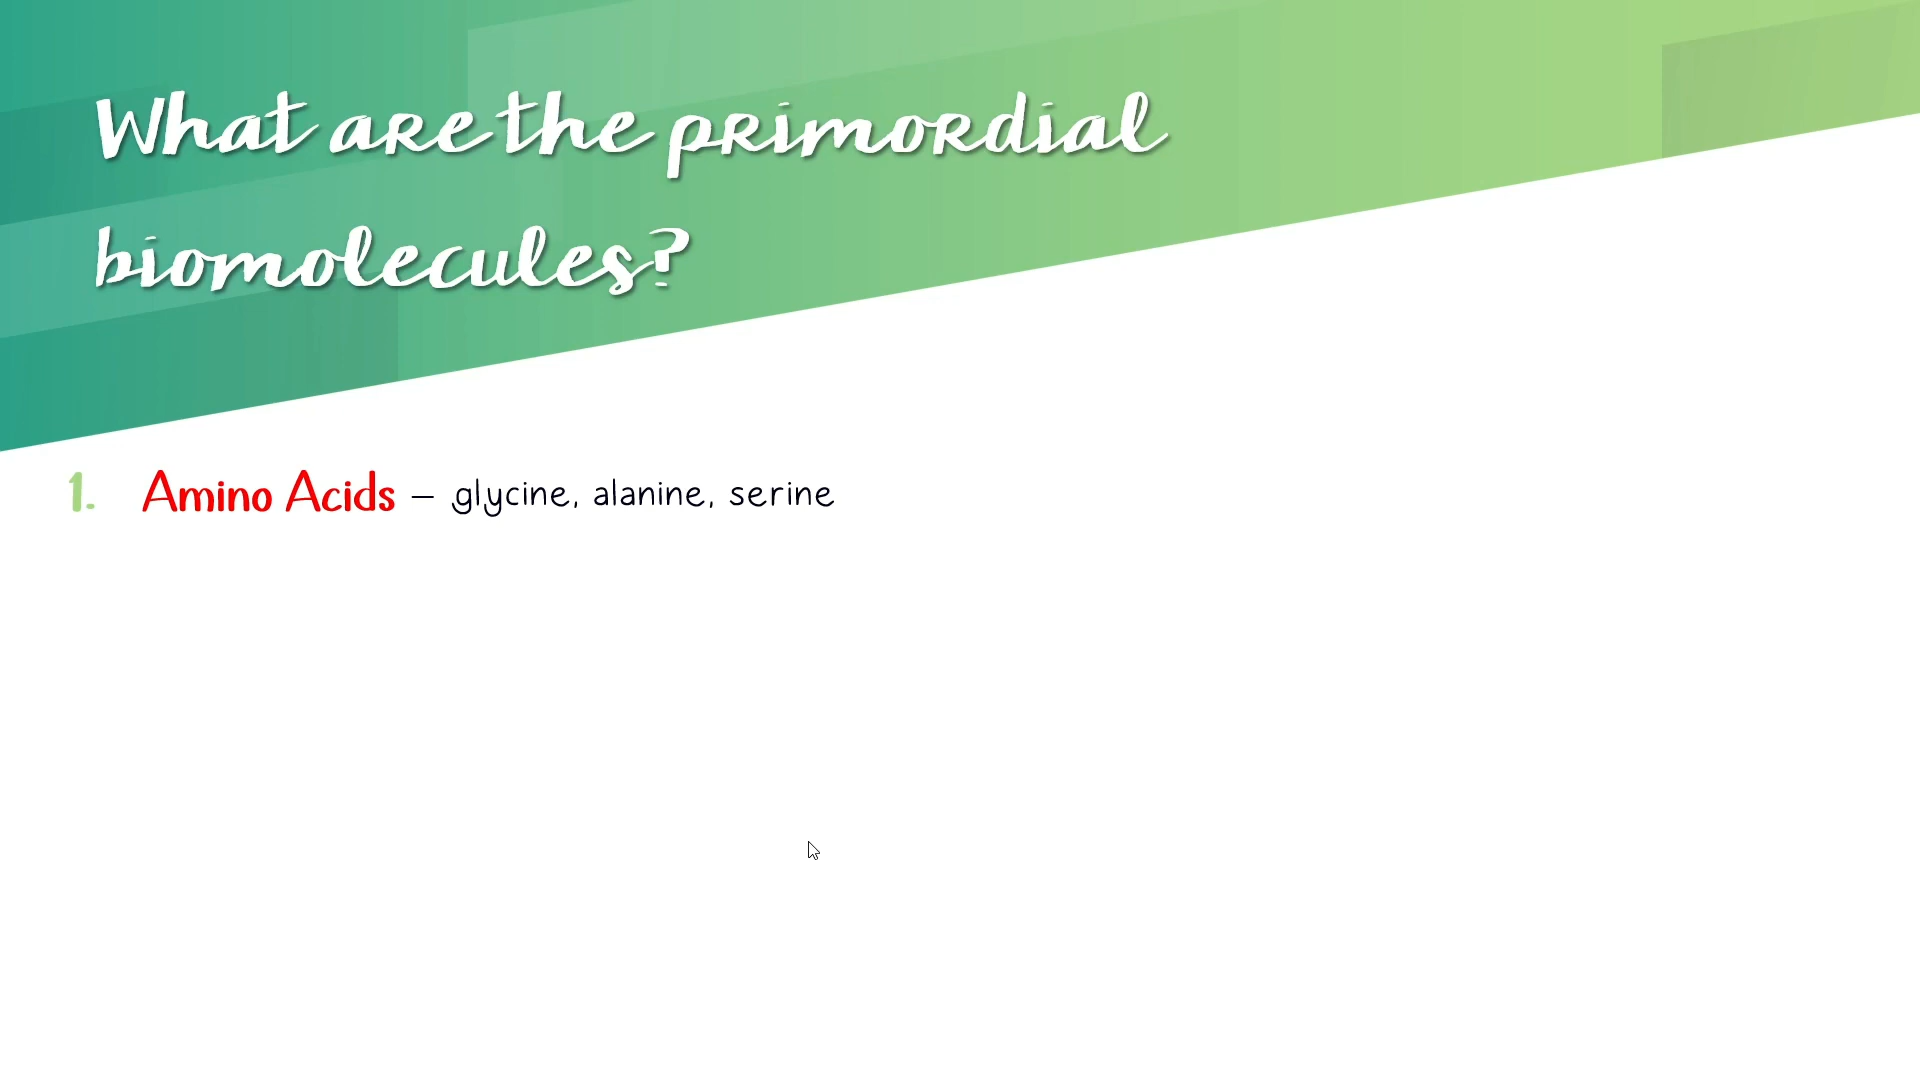 What are the primordial
biomolecules?
1. Amino Acids – glycine, alanine, serine